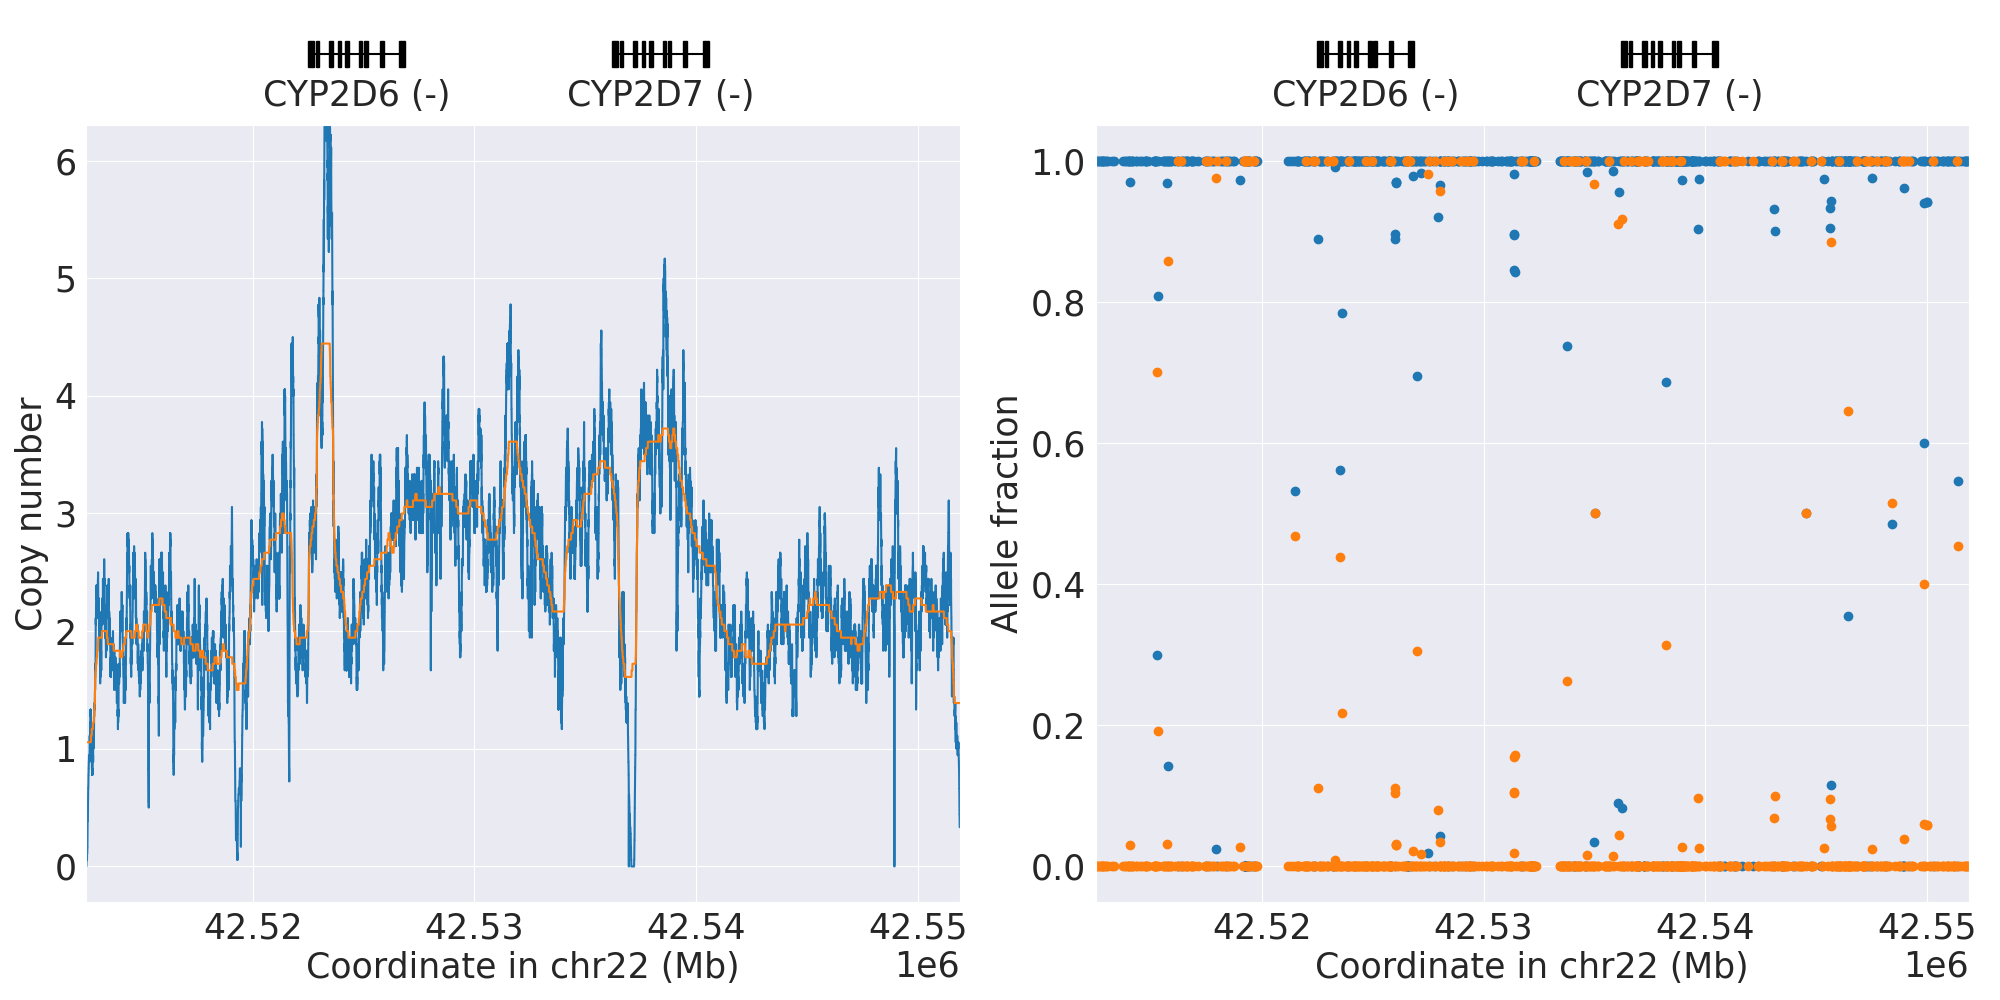 CYP2D6 (-) CYP2D7 (-)
6
5
4
3
2
1
0
Copy number
42.52 42.53 42.54 42.55
Coordinate in chr22 (Mb) 1e6
CYP2D6 (-) CYP2D7 (-)
1.0
0.8
0.6
0.4
0.2
0.0
Allele fraction
42.52 42.53 42.54 42.55
Coordinate in chr22 (Mb) 1e6